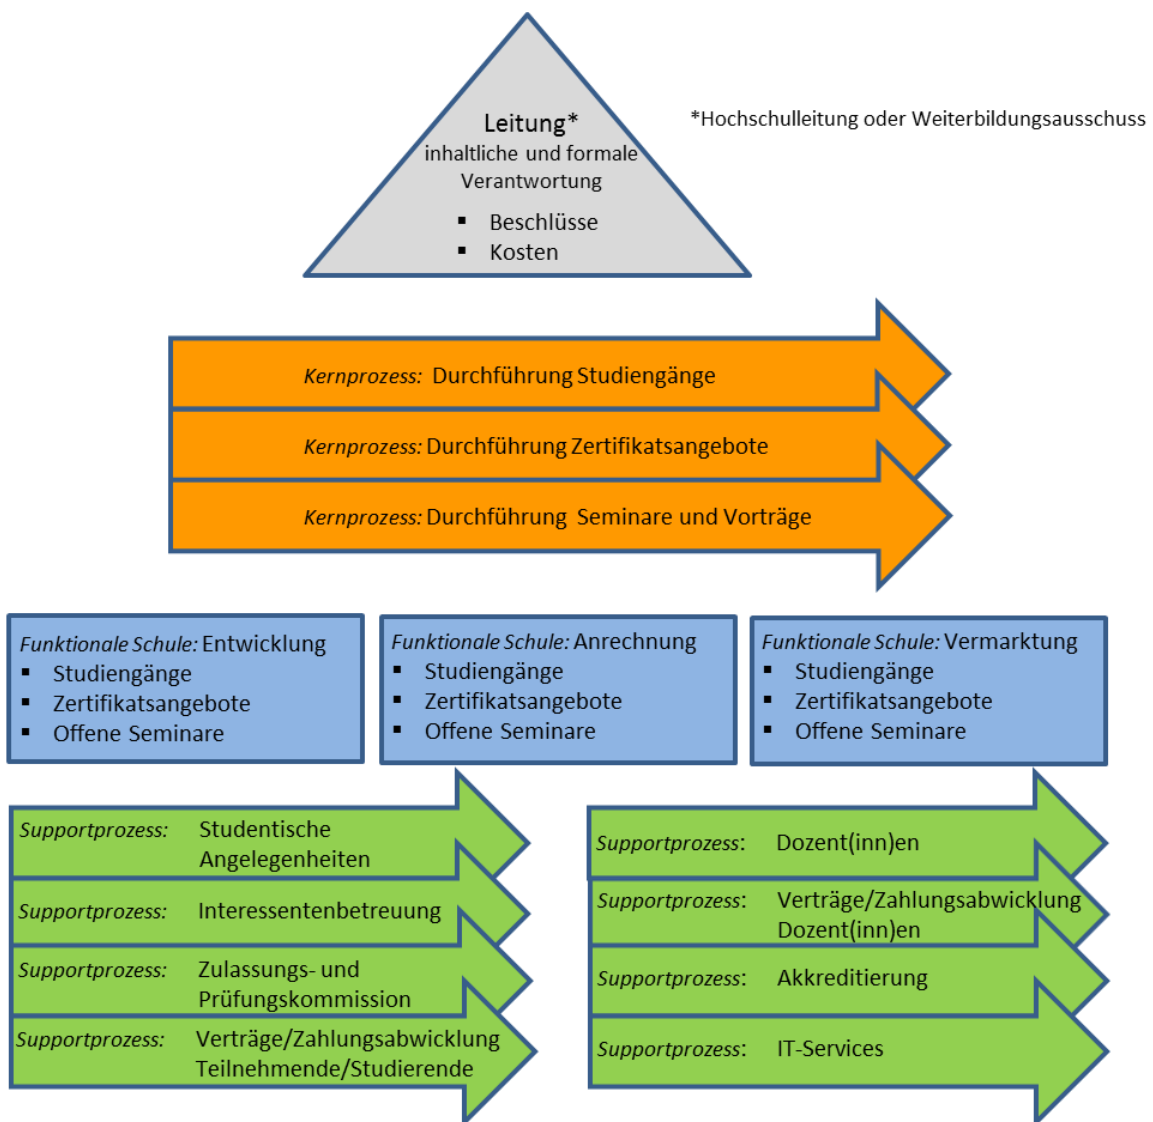 Leitung*
inhaltliche und formale
Verantwortung
▪ Beschlüsse
▪ Kosten
*Hochschulleitung oder Weiterbildungsausschuss
Kernprozess: Durchführung Studiengänge
Kernprozess: Durchführung Zertifikatsangebote
Kernprozess: Durchführung Seminare und Vorträge
Funktionale Schule: Entwicklung
▪ Studiengänge
▪ Zertifikatsangebote
▪ Offene Seminare
Funktionale Schule: Anrechnung
▪ Studiengänge
▪ Zertifikatsangebote
▪ Offene Seminare
Funktionale Schule: Vermarktung
▪ Studiengänge
▪ Zertifikatsangebote
▪ Offene Seminare
Supportprozess: Studentische
Angelegenheiten
Supportprozess: Interessentenbetreuung
Supportprozess: Zulassungs- und
Prüfungskommission
Supportprozess: Verträge/Zahlungsabwicklung
Teilnehmende/Studierende
Supportprozess: Dozent(inn)en
Supportprozess: Verträge/Zahlungsabwicklung
Dozent(inn)en
Supportprozess: Akkreditierung
Supportprozess: IT-Services